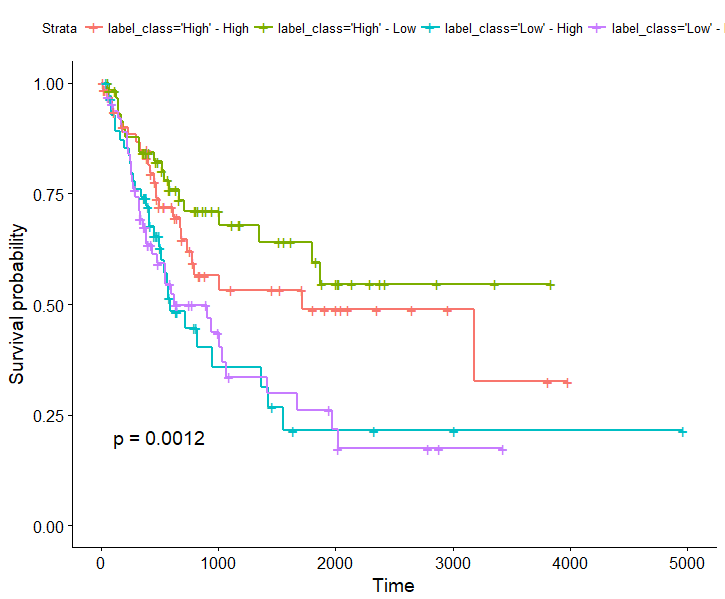 Strata label_class='High' - High label_class='High' - Low label_class='Low' - High label_class='Low' -
1.00
0.75
0.50
0.25
0.00
Survival probability
p = 0.0012
0 1000 2000 3000 4000 5000
Time